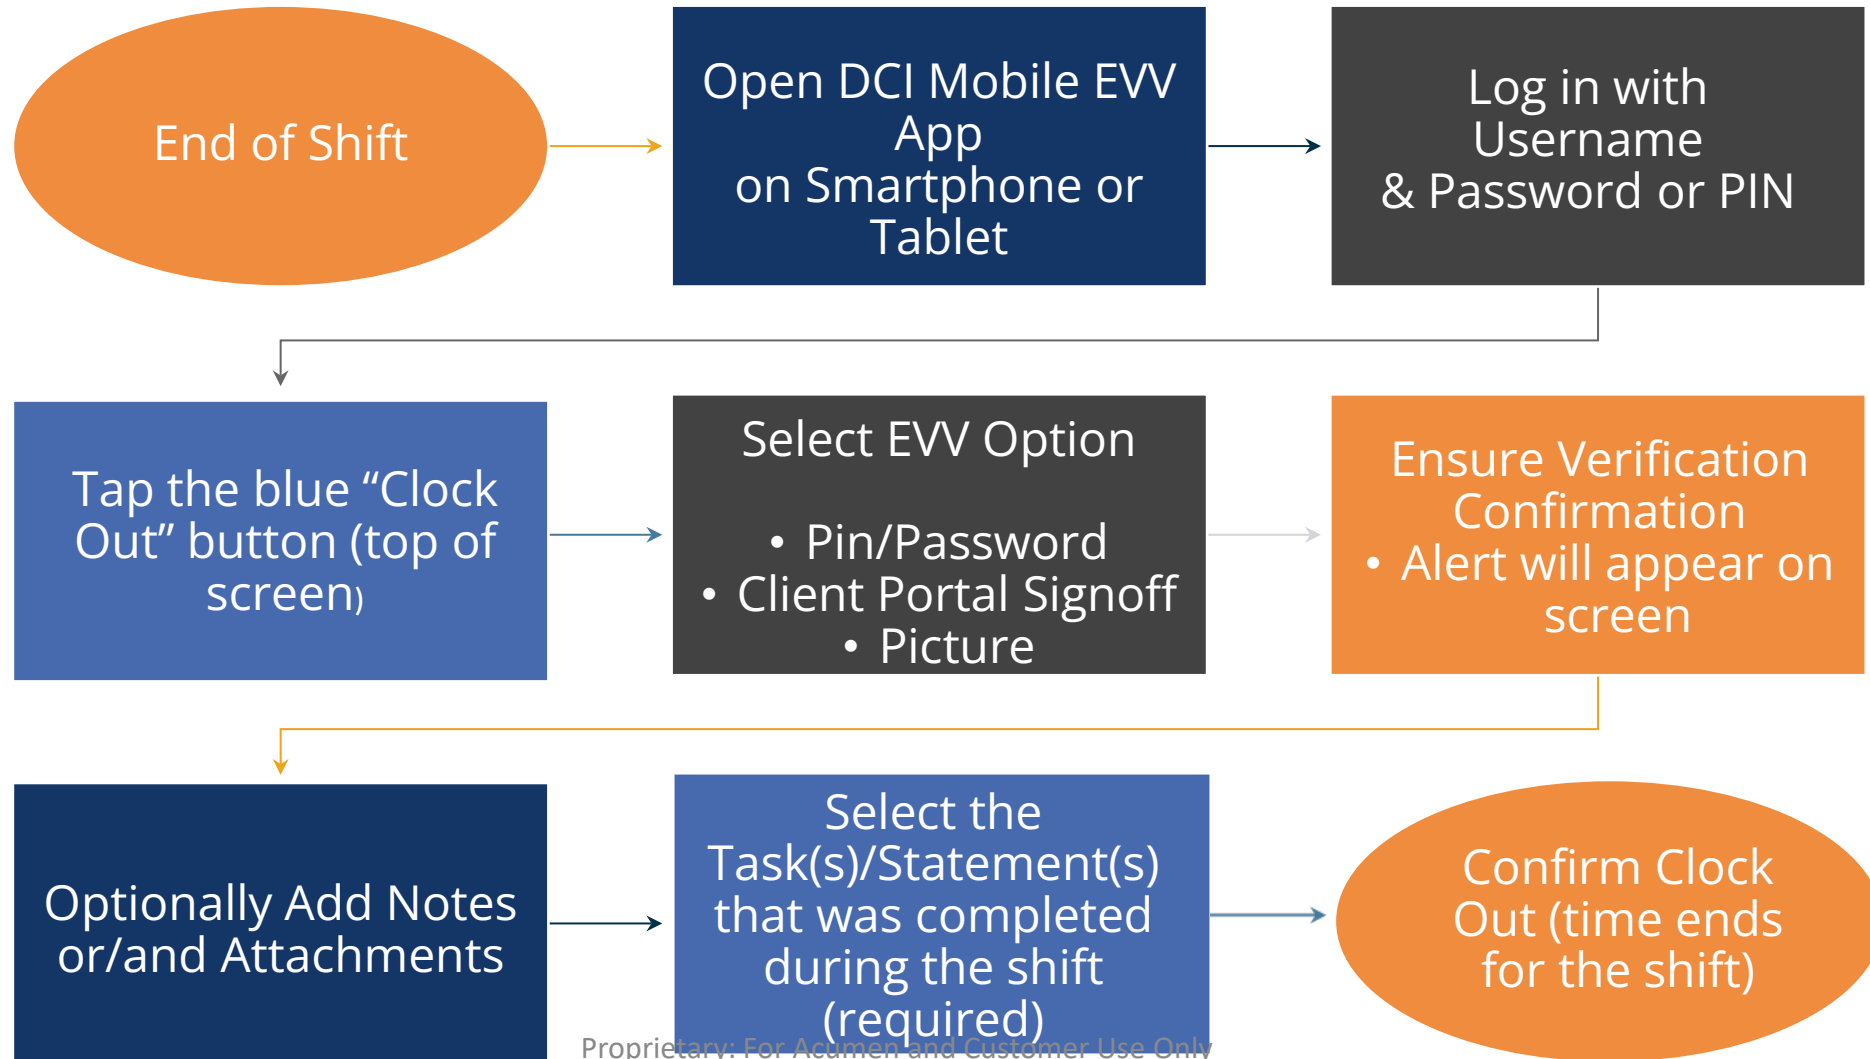 End of Shift
Open DCI Mobile EVV
App
on Smartphone or
Tablet
Log in with
Username
& Password or PIN
Tap the blue “Clock
Out” button (top of
screen)
Select EVV Option
• Pin/Password
• Client Portal Signoff
• Picture
Ensure Verification
Confirmation
• Alert will appear on
screen
Optionally Add Notes
or/and Attachments
Select the
Task(s)/Statement(s)
that was completed
during the shift
(required)
Confirm Clock
Out (time ends
for the shift)
Proprietary: For Acumen and Customer Use Only